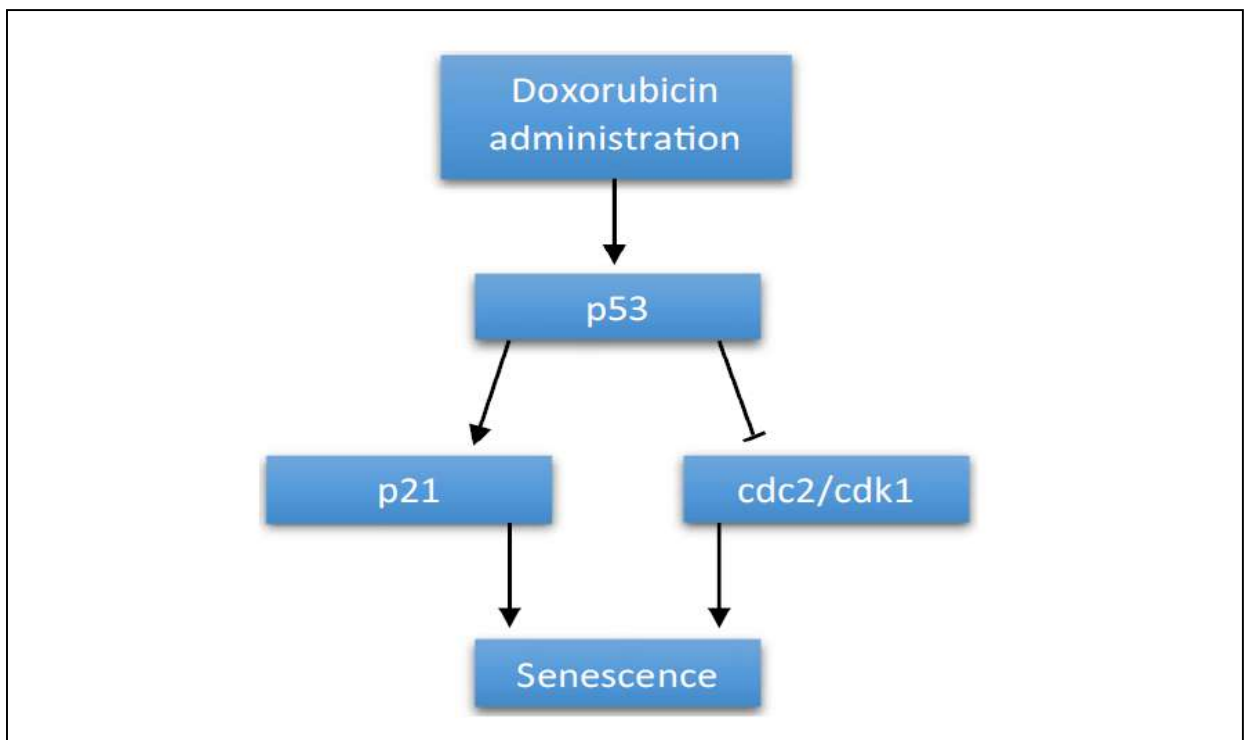 Doxorubicin
administration
p53
p21
cdc2/cdk1
Senescence